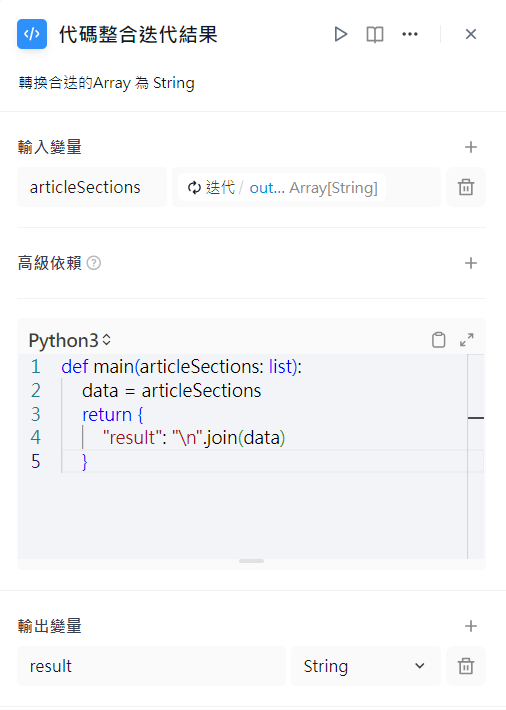 代碼整合迭代結果
轉換合迭的Array 為 String
輸入變量
articleSections 迭代 / out... Array[String]
高級依賴
Python3
1 def main(articleSections: list):
2 data = articleSections
3 return {
4 "result": "\n".join(data)
5 }
輸出變量
result String